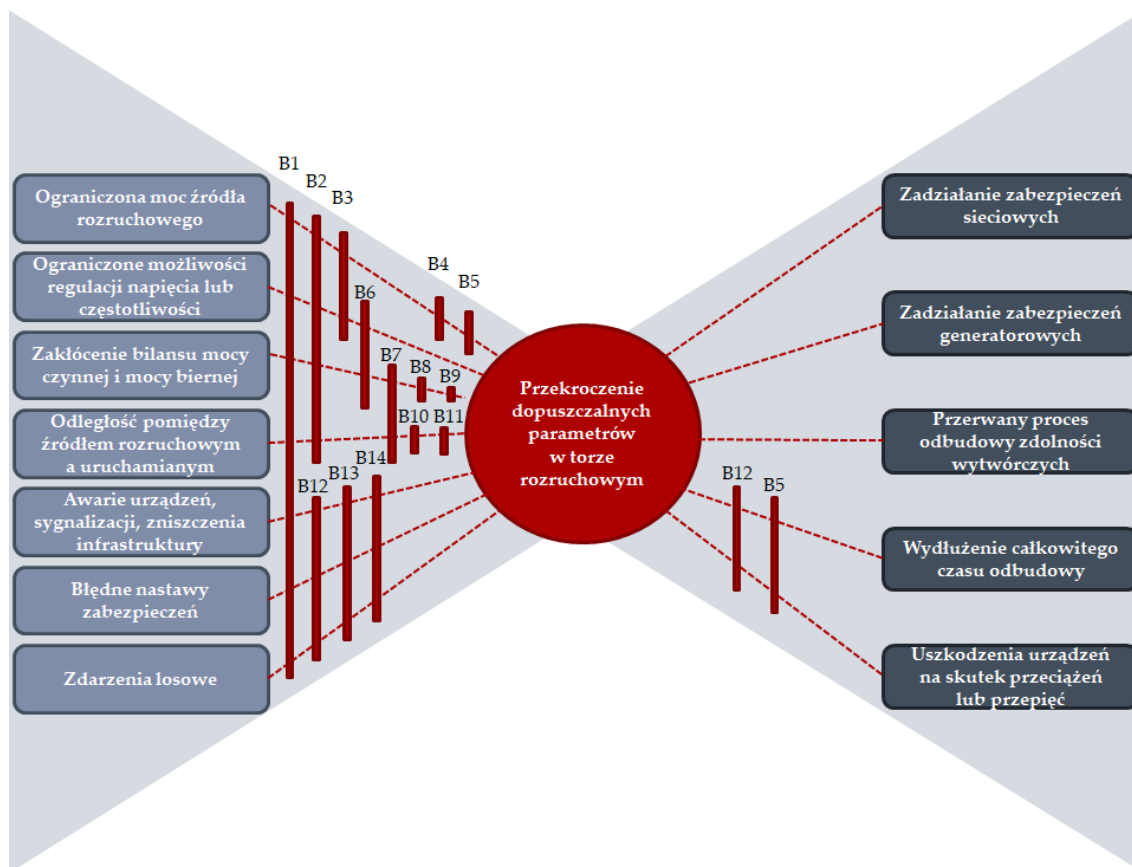 B1
B2
B3
B4
B5
B6
B7
B8
B9
B10
B11
B14
B13
B12
Ograniczona moc źródła
rozruchowego
Ograniczone możliwości
regulacji napięcia lub
częstotliwości
Zakłócenie bilansu mocy
czynnej i mocy biernej
Odległość pomiędzy
źródłem rozruchowym
a uruchamianym
Awarie urządzeń,
sygnalizacji, zniszczenia
infrastruktury
Błędne nastawy
zabezpieczeń
Zdarzenia losowe
Przekroczenie
dopuszczalnych
parametrów
w torze
rozruchowym
B12
B5
Zadziałanie zabezpieczeń
sieciowych
Zadziałanie zabezpieczeń
generatorowych
Przerwany proces
odbudowy zdolności
wytwórczych
Wydłużenie całkowitego
czasu odbudowy
Uszkodzenia urządzeń
na skutek przeciążeń
lub przepięć